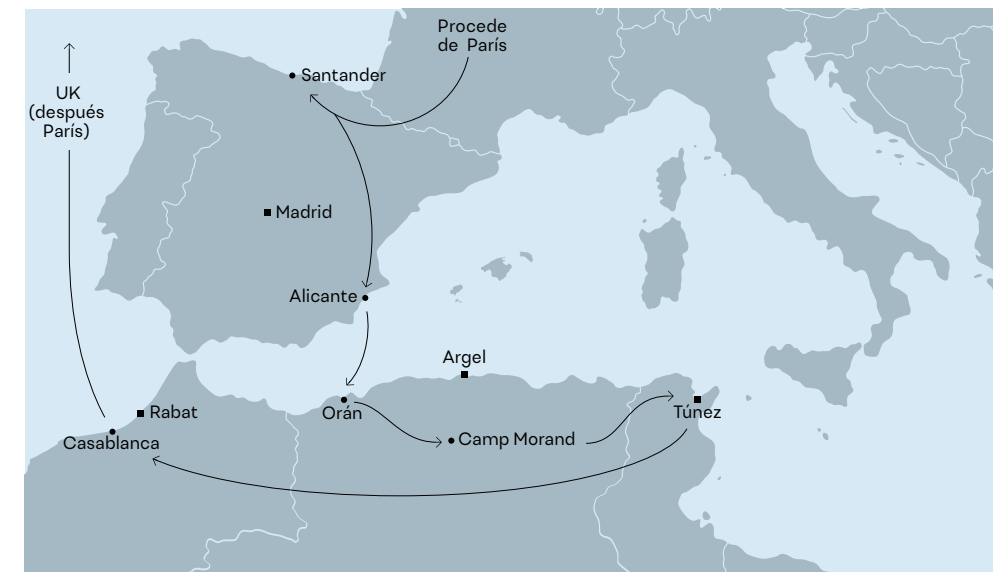 Procede
de París
Santander
UK
(después
París)
Madrid
Alicante
Argel
Orán
Rabat
Túnez
Casablanca
Camp Morand